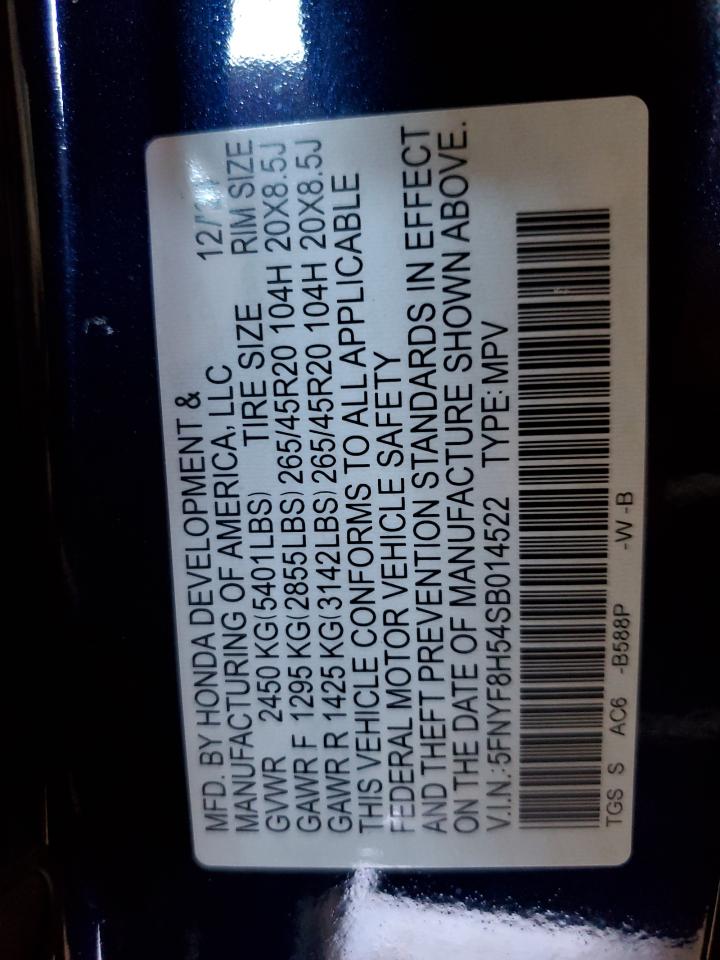 MFD. BY HONDA DEVELOPMENT &
MANUFACTURING OF AMERICA, LLC 12/
GVWR 2450 KG(5401LBS) TIRE SIZE RIM SIZE
GAWR F 1295 KG(2855LBS) 265/45R20 104H 20X8.5J
GAWR R 1425 KG(3142LBS) 265/45R20 104H 20X8.5J
THIS VEHICLE CONFORMS TO ALL APPLICABLE
FEDERAL MOTOR VEHICLE SAFETY
AND THEFT PREVENTION STANDARDS IN EFFECT
ON THE DATE OF MANUFACTURE SHOWN ABOVE.
V.I.N.:5FNYF8H54SB014522 TYPE:MPV
TGS S AC6 -B588P -W -B